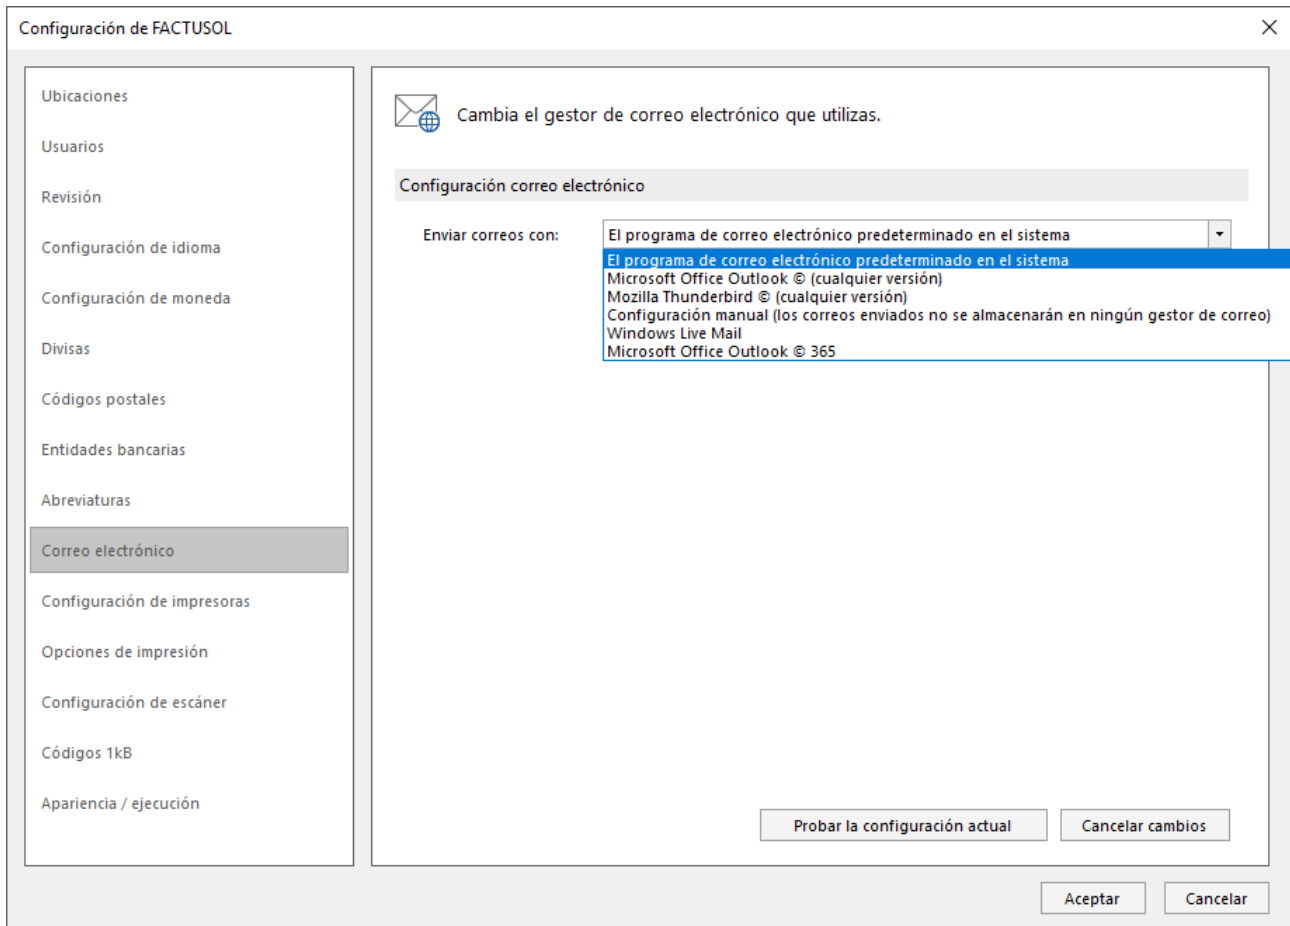 Configuración de FACTUSOL
Ubicaciones
Usuarios
Revisión
Configuración de idioma
Configuración de moneda
Divisas
Códigos postales
Entidades bancarias
Abreviaturas
Correo electrónico
Configuración de impresoras
Opciones de impresión
Configuración de escáner
Códigos 1kB
Apariencia / ejecución
Cambia el gestor de correo electrónico que utilizas.
Configuración correo electrónico
Enviar correos con: El programa de correo electrónico predeterminado en el sistema
El programa de correo electrónico predeterminado en el sistema
Microsoft Office Outlook © (cualquier versión)
Mozilla Thunderbird © (cualquier versión)
Configuración manual (los correos enviados no se almacenarán en ningún gestor de correo)
Windows Live Mail
Microsoft Office Outlook © 365
Probar la configuración actual Cancelar cambios
Aceptar Cancelar